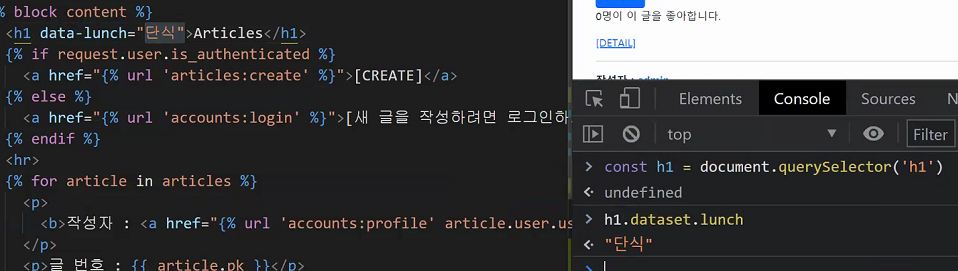 % block content %}
<h1 data-lunch="단식">Articles</h1>
{% if request.user.is_authenticated %}
<a href="{% url 'articles:create' %}">[CREATE]</a>
{% else %}
<a href="{% url 'accounts:login' %}">[새 글을 작성하려면 로그인하
{% endif %}
<hr>
{% for article in articles %}
<p>
<b>작성자 : <a href="{% url 'accounts:profile' article.user.us
</p>
<p>글 번호 : {{ article.pk }}</p>
0명이 이 글을 좋아합니다.
[DETAIL]
작성자 : admin
Elements Console Sources N
top Filter
> const h1 = document.querySelector('h1')
undefined
> h1.dataset.lunch
"단식"
>